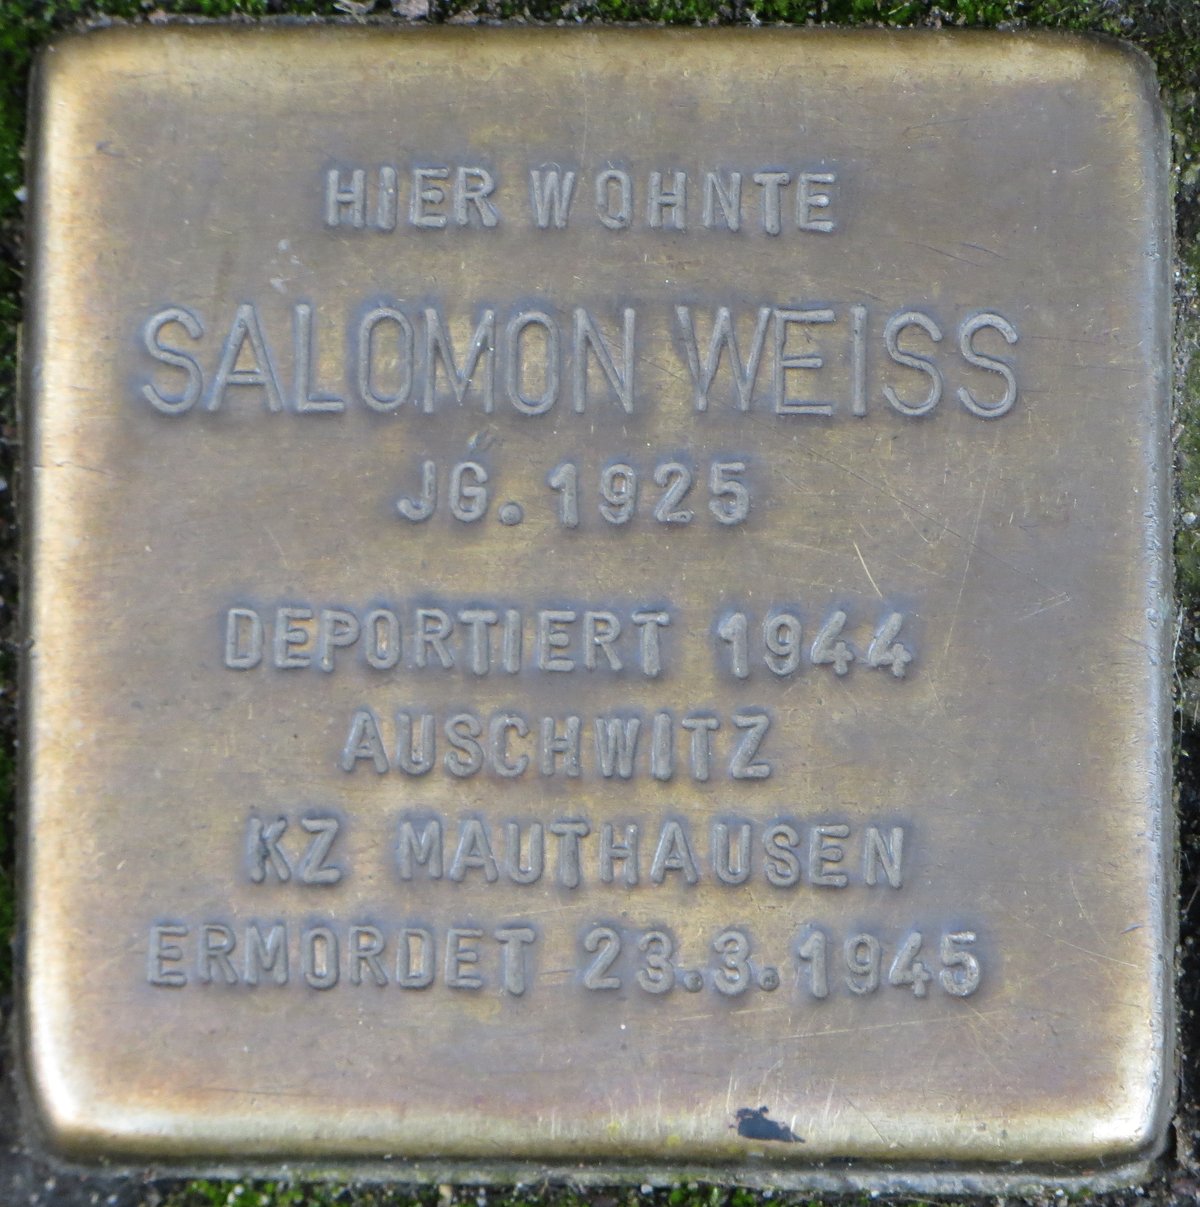 HIER WOHNTE
SALOMON WEISS
JG. 1925
DEPORTIERT 1944
AUSCHWITZ
KZ MAUTHAUSEN
ERMORDET 23.3.1945